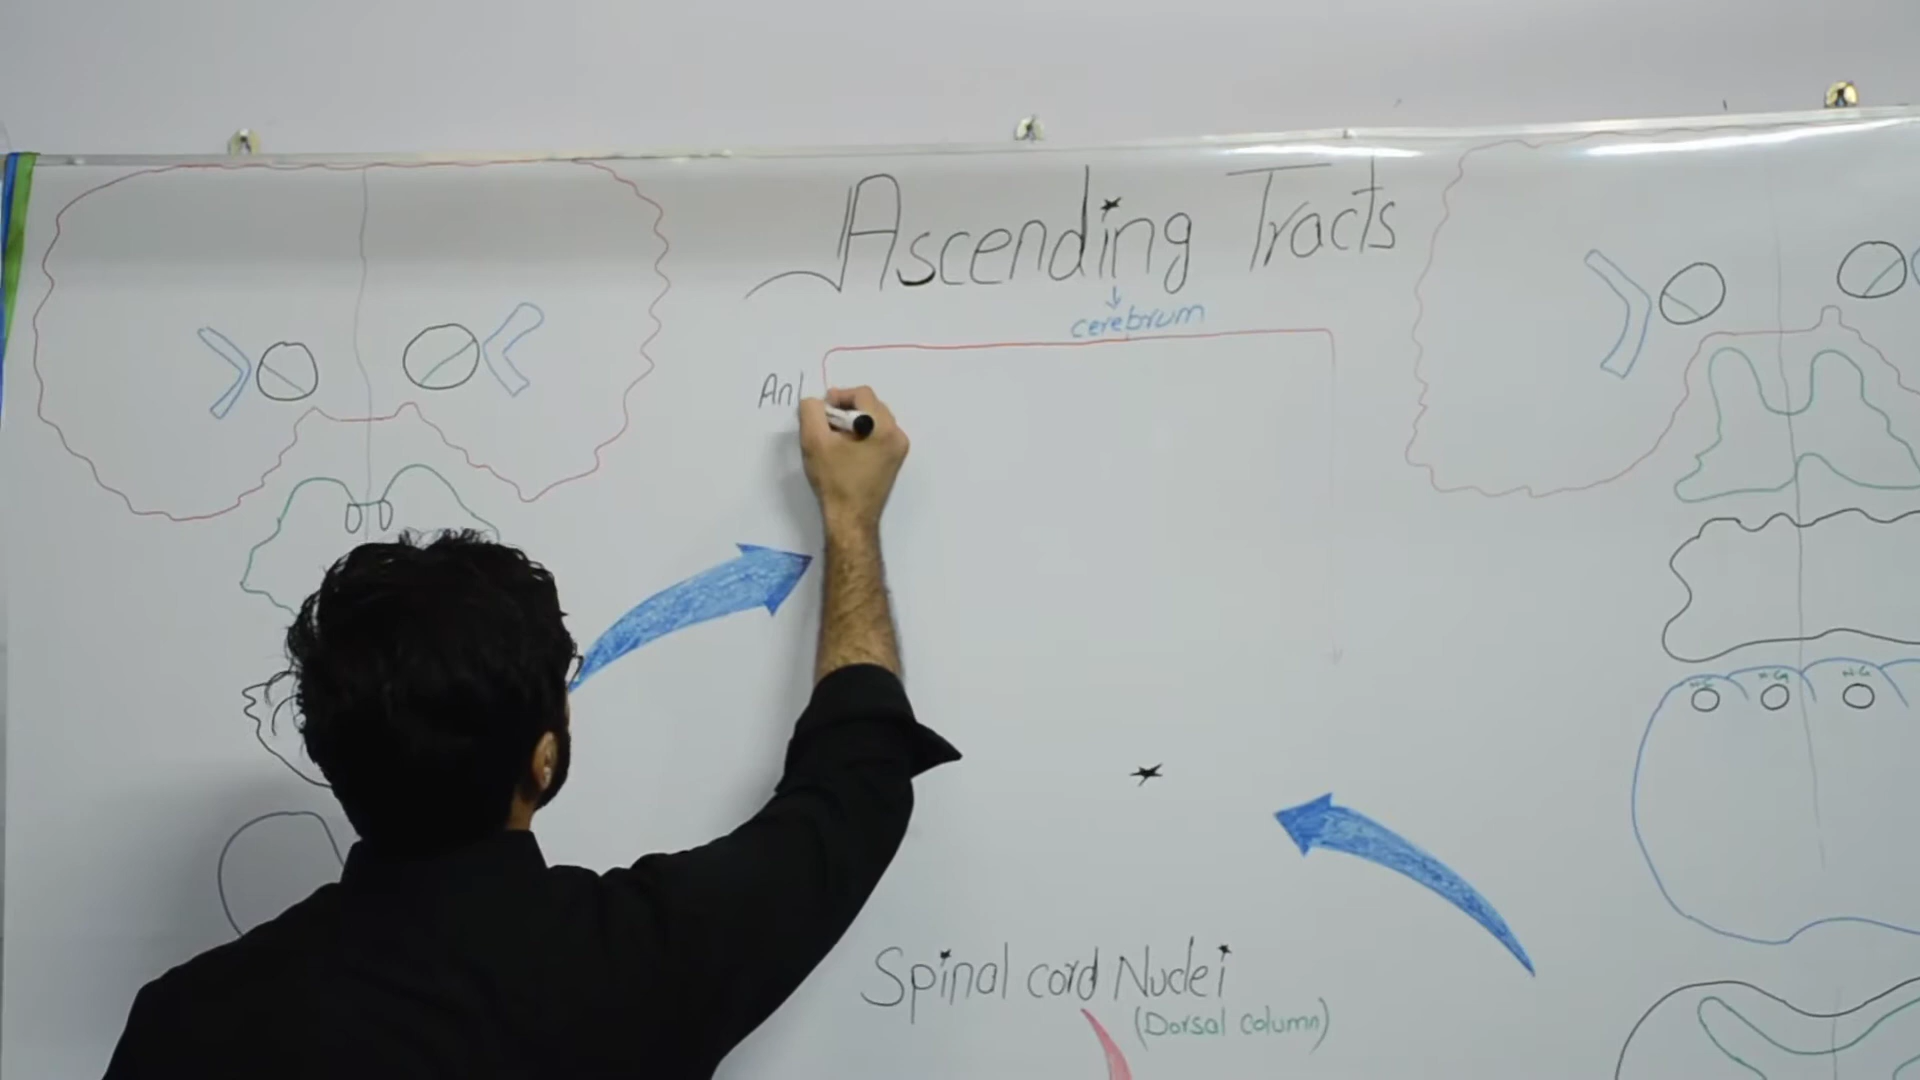 Ascending Tracts
cerebrum
An
Spinal cord Nuclei
(Dorsal column)